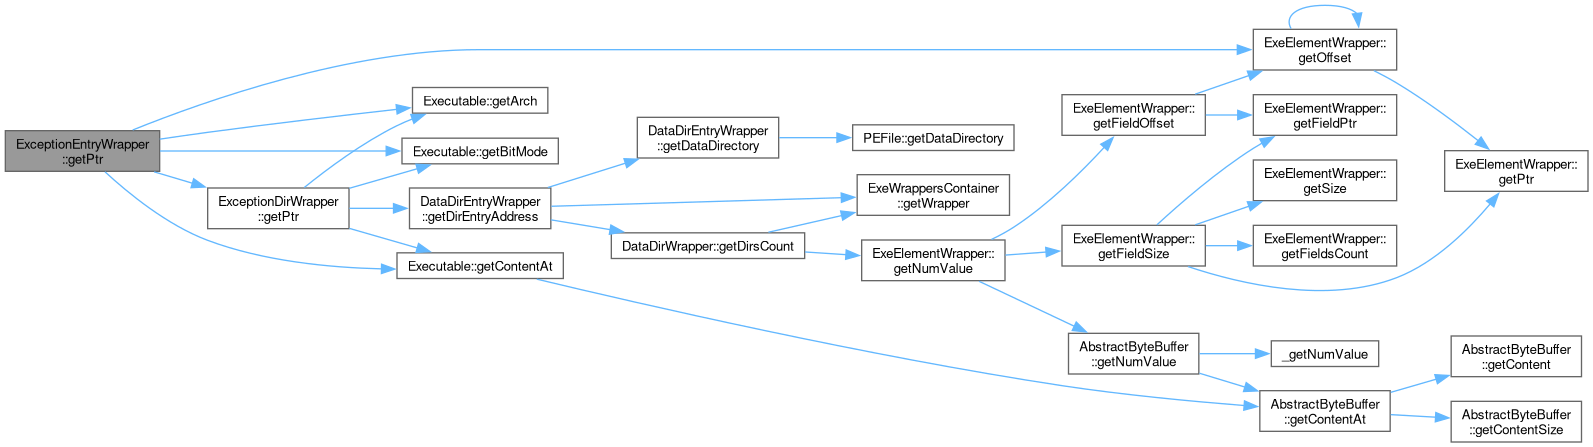 ExceptionEntryWrapper
::getPtr
ExceptionDirWrapper
::getPtr
Executable::getArch
Executable::getBitMode
DataDirEntryWrapper
::getDirEntryAddress
Executable::getContentAt
DataDirEntryWrapper
::getDataDirectory
DataDirWrapper::getDirsCount
PEFile::getDataDirectory
ExeWrappersContainer
::getWrapper
ExeElementWrapper::
getNumValue
ExeElementWrapper::
getFieldOffset
ExeElementWrapper::
getFieldSize
AbstractByteBuffer
::getNumValue
ExeElementWrapper::
getOffset
ExeElementWrapper::
getFieldPtr
ExeElementWrapper::
getSize
ExeElementWrapper::
getFieldsCount
_getNumValue
AbstractByteBuffer
::getContentAt
ExeElementWrapper::
getPtr
AbstractByteBuffer
::getContent
AbstractByteBuffer
::getContentSize